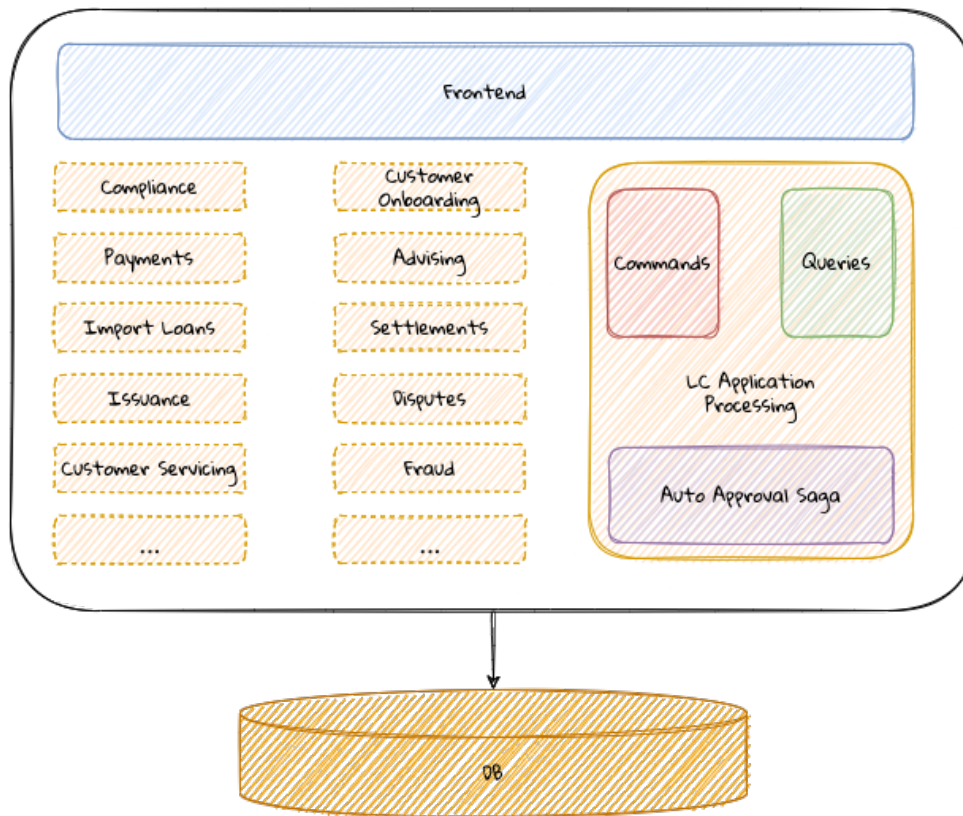 Frontend
Compliance
Payments
Import Loans
Issuance
Customer Servicing
...
Customer
Onboarding
Advising
Settlements
Disputes
Fraud
...
Commands
Queries
LC Application
Processing
Auto Approval Saga
DB